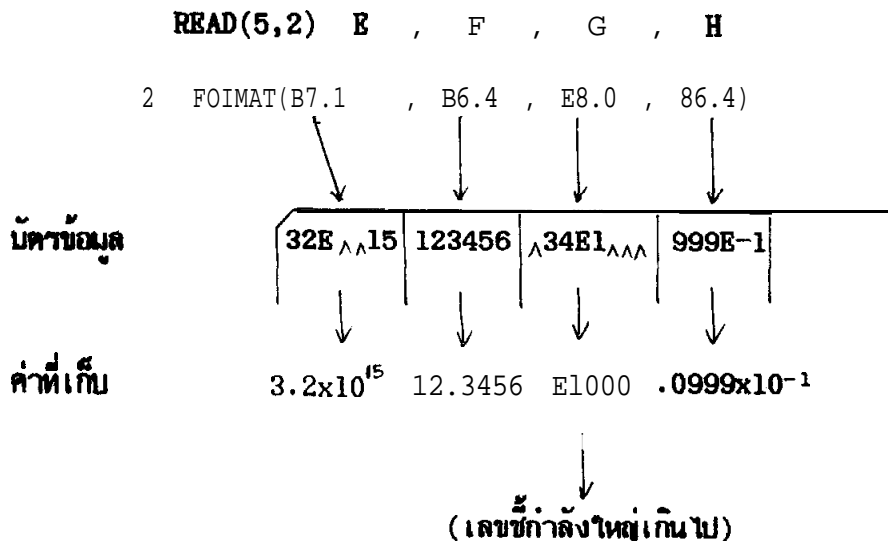 READ(5,2) E , F , G , H
2 FOIMAT(B7.1 , B6.4 , E8.0 , 86.4)
บัตรข้อมูล 32E^^15 123456 ^34E1^^^ 999E-1
ค่าที่เก็บ 3.2x10¹⁵ 12.3456 E1000 .0999x10⁻¹
(เลขชี้กำลังใหญ่เกินไป)